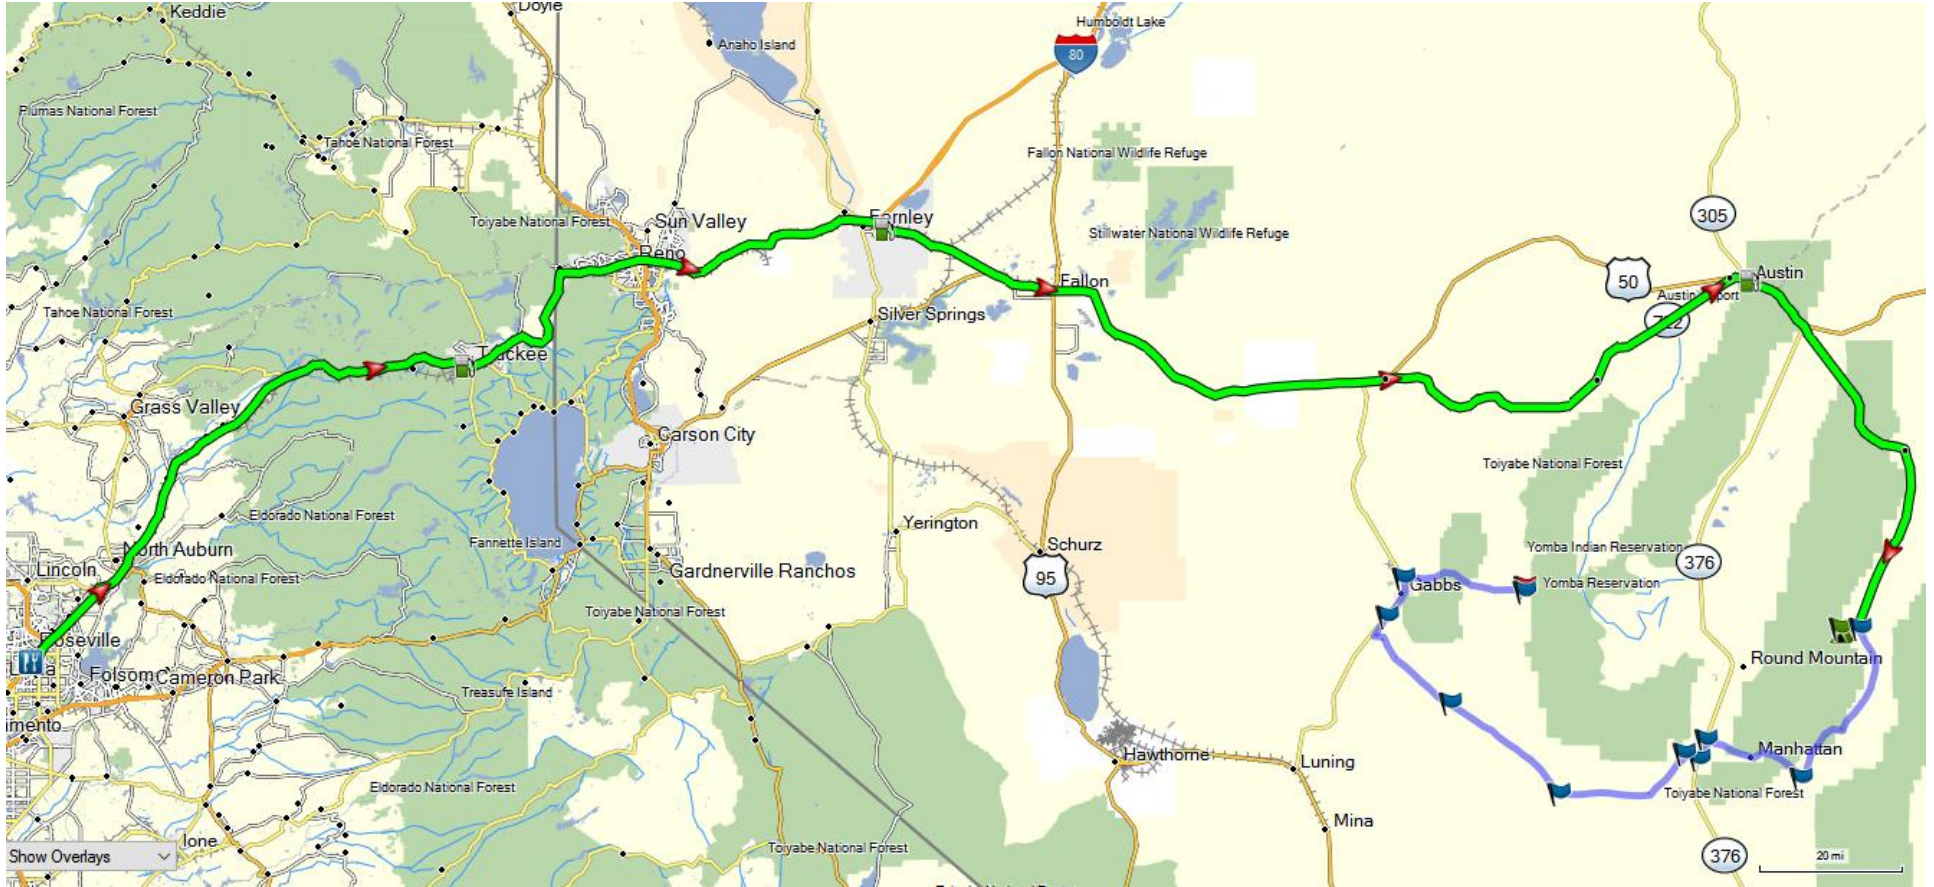 Keddie
Doyle
Humboldt Lake
Anaho Island
80
Plumas National Forest
Tahoe National Forest
Fallon National Wildlife Refuge
305
Toiyabe National Forest
Sun Valley
Fernley
Stillwater National Wildlife Refuge
Reno
50
Austin
Fallon
Austin Airport
Tahoe National Forest
Silver Springs
722
Truckee
Grass Valley
Carson City
Toiyabe National Forest
Eldorado National Forest
Yerington
Fannette Island
Schurz
North Auburn
Yomba Indian Reservation
376
Lincoln
Eldorado National Forest
Gardnerville Ranchos
95
Gabbs
Yomba Reservation
Toiyabe National Forest
Roseville
Round Mountain
Folsom
Cameron Park
Treasure Island
Manhattan
Hawthorne
Luning
Eldorado National Forest
Toiyabe National Forest
Mina
Ione
Toiyabe National Forest
Show Overlays
376
20 mi